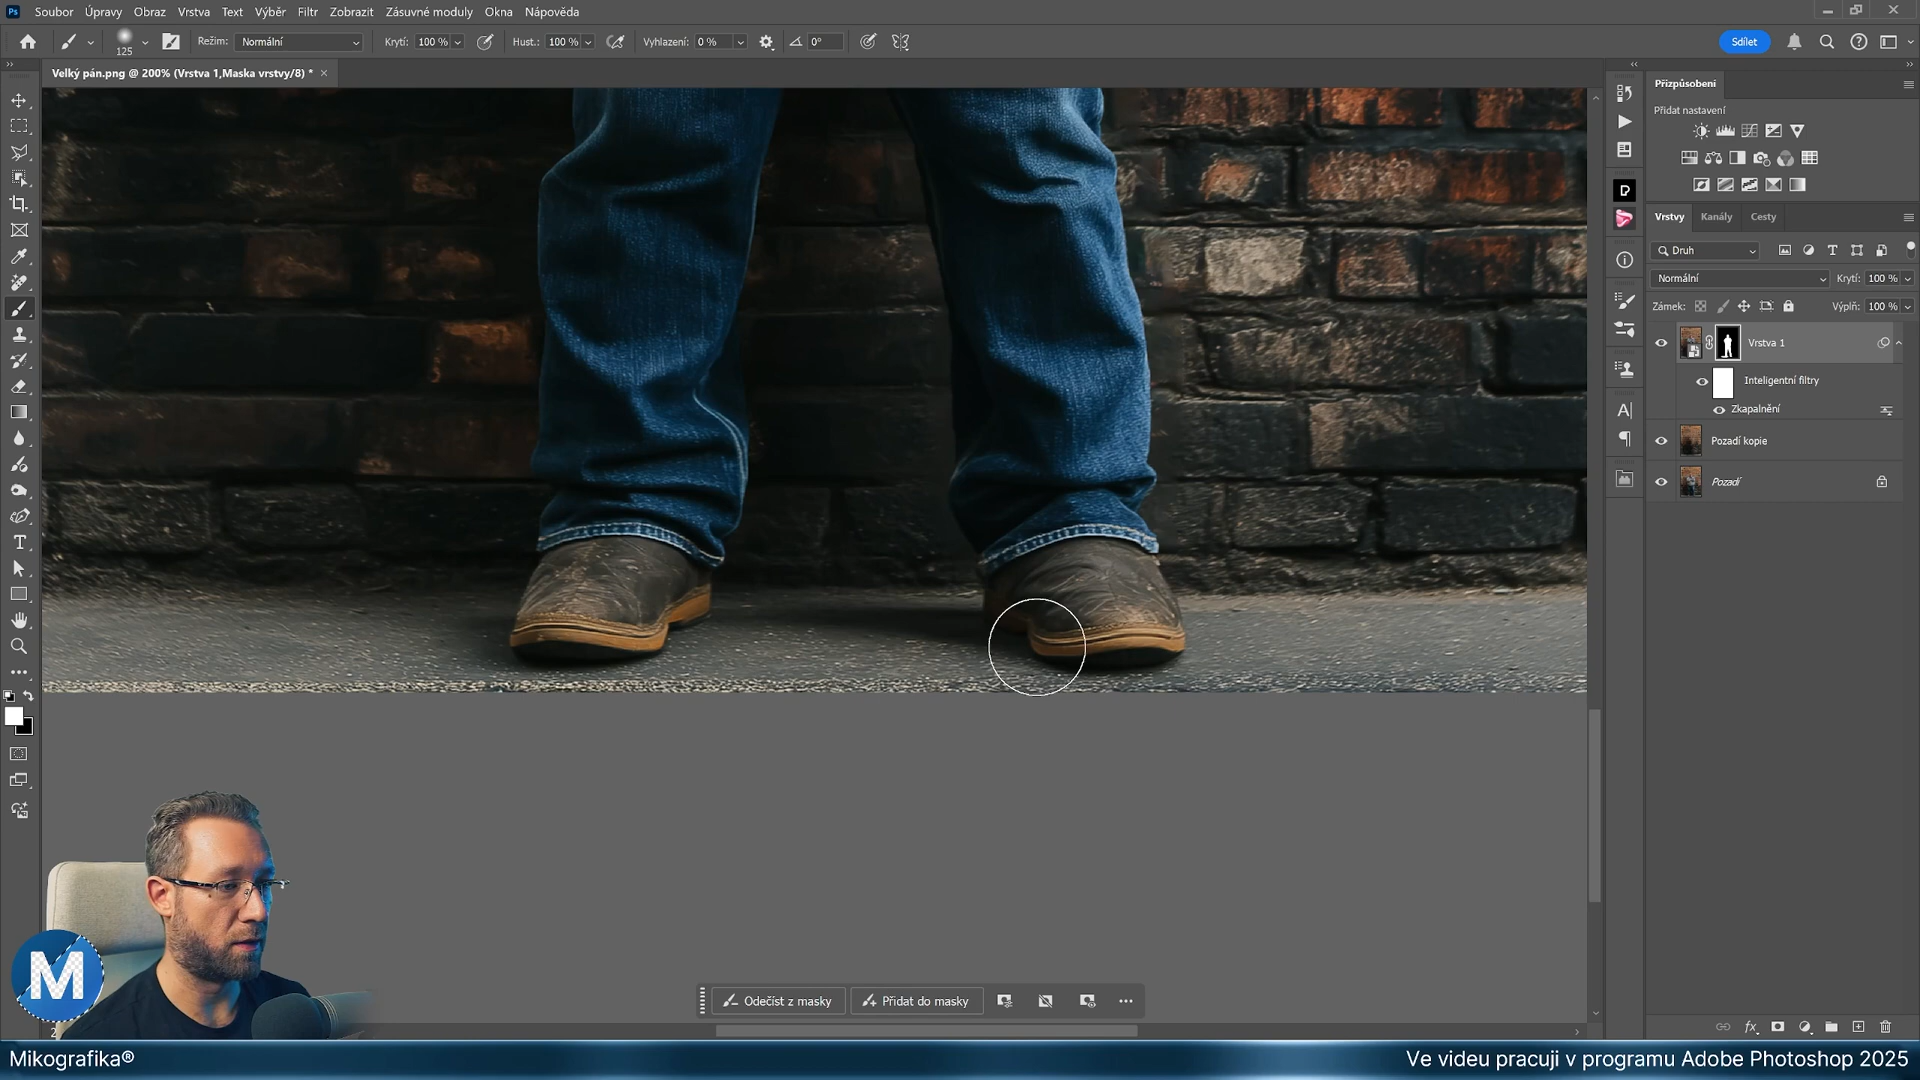 Ps Soubor Úpravy Obraz Vrstva Text Výběr Filtr Zobrazit Zásuvné moduly Okna Nápověda
125 Režim: Normální Krytí: 100 % Hust.: 100 % Vyhlazení: 0 % 0° Sdílet
Velký pán.png @ 200% (Vrstva 1,Maska vrstvy/8) *
Přizpůsobení
Přidat nastavení
Vrstvy Kanály Cesty
Druh
Normální Krytí: 100 %
Zámek: Výplň: 100 %
Vrstva 1
Inteligentní filtry
Zkapalnění
Pozadí kopie
Pozadí
Odečíst z masky Přidat do masky
M
Mikografika® Ve videu pracuji v programu Adobe Photoshop 2025